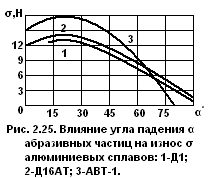 σ,Н
12
9
6
3
0
1
2
3
15 30 45 60 75 α
Рис. 2.25. Влияние угла падения α
абразивных частиц на износ σ
алюминиевых сплавов: 1-Д1;
2-Д16АТ; 3-АВТ-1.